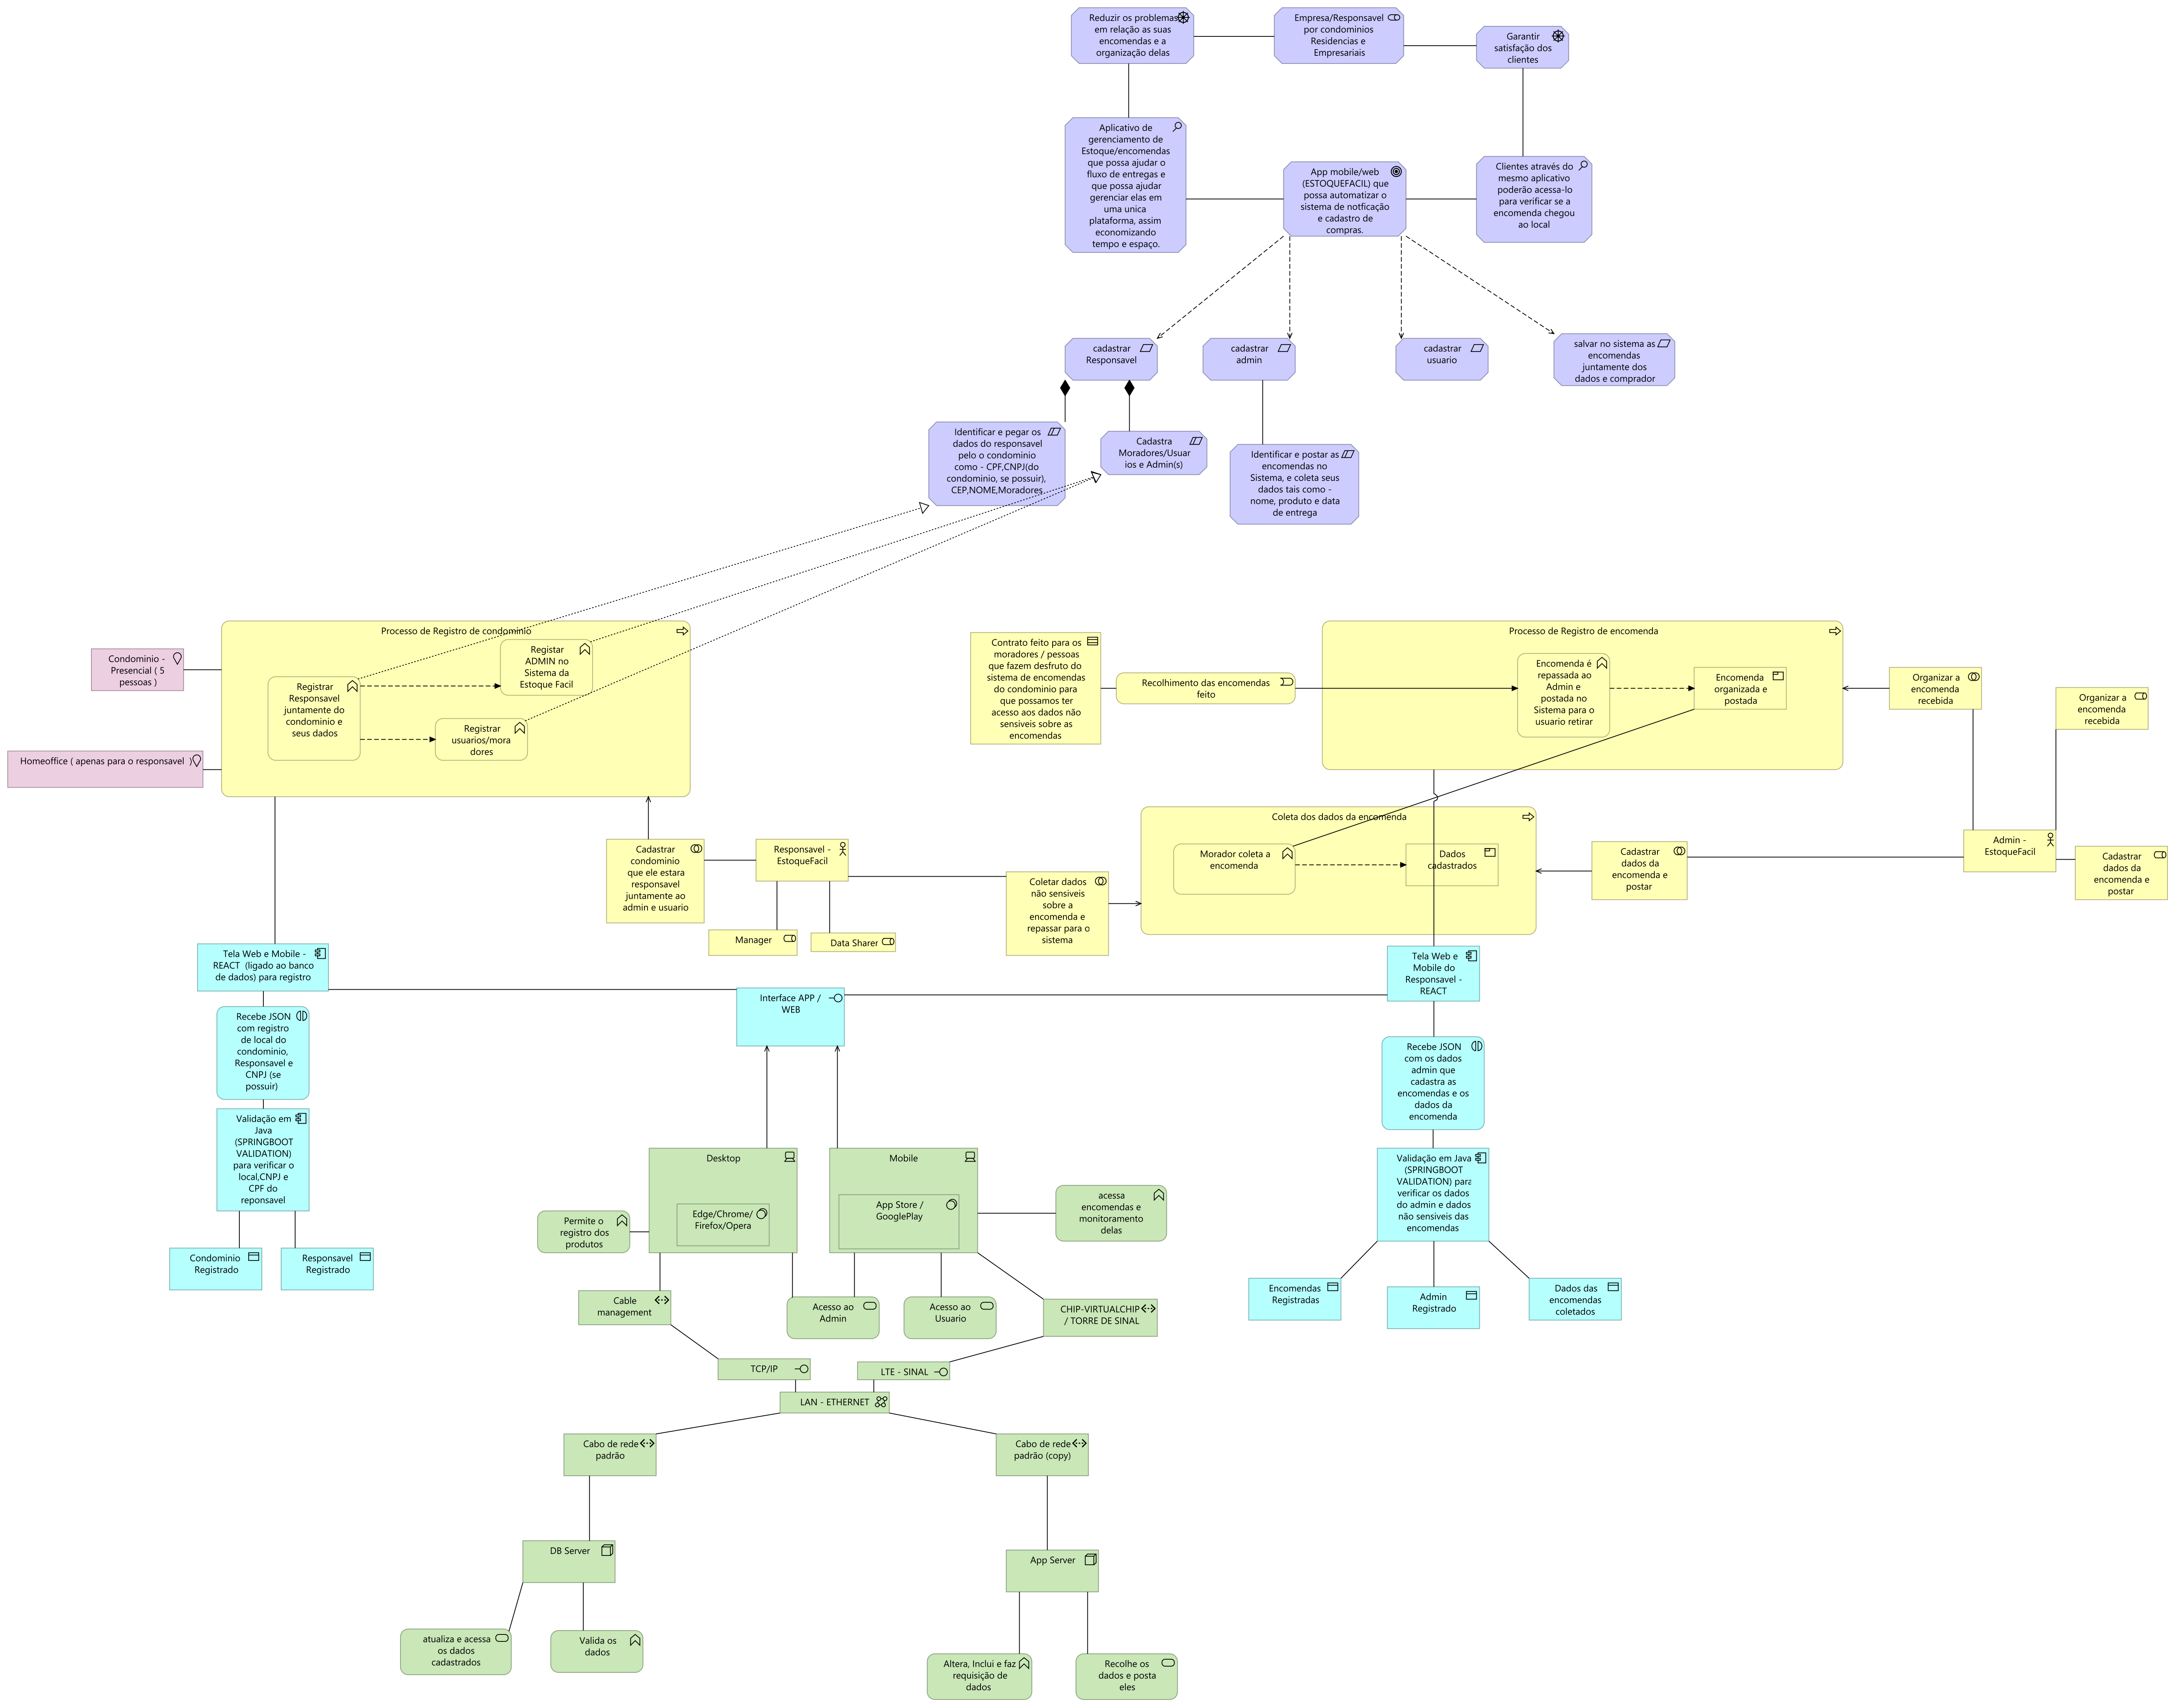 Reduzir os problemas
em relação as suas
encomendas e a
organização delas
Empresa/Responsavel
por condominios
Residencias e
Empresariais
Garantir
satisfação dos
clientes
Aplicativo de
gerenciamento de
Estoque/encomendas
que possa ajudar o
fluxo de entregas e
que possa ajudar
gerenciar elas em
uma unica
plataforma, assim
economizando
tempo e espaço.
App mobile/web
(ESTOQUEFACIL) que
possa automatizar o
sistema de notficação
e cadastro de
compras.
Clientes através do
mesmo aplicativo
poderão acessa-lo
para verificar se a
encomenda chegou
ao local
cadastrar
Responsavel
cadastrar
admin
cadastrar
usuario
salvar no sistema as
encomendas
juntamente dos
dados e comprador
Identificar e pegar os
dados do responsavel
pelo o condominio
como - CPF,CNPJ(do
condominio, se possuir),
CEP,NOME,Moradores
Cadastra
Moradores/Usuar
ios e Admin(s)
Identificar e postar as
encomendas no
Sistema, e coleta seus
dados tais como -
nome, produto e data
de entrega
Processo de Registro de condominio
Condominio -
Presencial ( 5
pessoas )
Homeoffice ( apenas para o responsavel )
Registrar
Responsavel
juntamente do
condominio e
seus dados
Registar
ADMIN no
Sistema da
Estoque Facil
Registrar
usuarios/mora
dores
Contrato feito para os
moradores / pessoas
que fazem desfruto do
sistema de encomendas
do condominio para
que possamos ter
acesso aos dados não
sensiveis sobre as
encomendas
Recolhimento das encomendas
feito
Processo de Registro de encomenda
Encomenda é
repassada ao
Admin e
postada no
Sistema para o
usuario retirar
Encomenda
organizada e
postada
Organizar a
encomenda
recebida
Organizar a
encomenda
recebida
Cadastrar
condominio
que ele estara
responsavel
juntamente ao
admin e usuario
Responsavel -
EstoqueFacil
Manager
Data Sharer
Coletar dados
não sensiveis
sobre a
encomenda e
repassar para o
sistema
Coleta dos dados da encomenda
Morador coleta a
encomenda
Dados
cadastrados
Cadastrar
dados da
encomenda e
postar
Admin -
EstoqueFacil
Cadastrar
dados da
encomenda e
postar
Tela Web e Mobile -
REACT (ligado ao banco
de dados) para registro
Recebe JSON
com registro
de local do
condominio,
Responsavel e
CNPJ (se
possuir)
Validação em
Java
(SPRINGBOOT
VALIDATION)
para verificar o
local,CNPJ e
CPF do
reponsavel
Condominio
Registrado
Responsavel
Registrado
Interface APP /
WEB
Tela Web e
Mobile do
Responsavel -
REACT
Recebe JSON
com os dados
admin que
cadastra as
encomendas e os
dados da
encomenda
Validação em Java
(SPRINGBOOT
VALIDATION) para
verificar os dados
do admin e dados
não sensiveis das
encomendas
Encomendas
Registradas
Admin
Registrado
Dados das
encomendas
coletados
Desktop
Edge/Chrome/
Firefox/Opera
Mobile
App Store /
GooglePlay
Permite o
registro dos
produtos
acessa
encomendas e
monitoramento
delas
Cable
management
Acesso ao
Admin
Acesso ao
Usuario
CHIP-VIRTUALCHIP
/ TORRE DE SINAL
TCP/IP
LTE - SINAL
LAN - ETHERNET
Cabo de rede
padrão
Cabo de rede
padrão (copy)
DB Server
App Server
atualiza e acessa
os dados
cadastrados
Valida os
dados
Altera, Inclui e faz
requisição de
dados
Recolhe os
dados e posta
eles